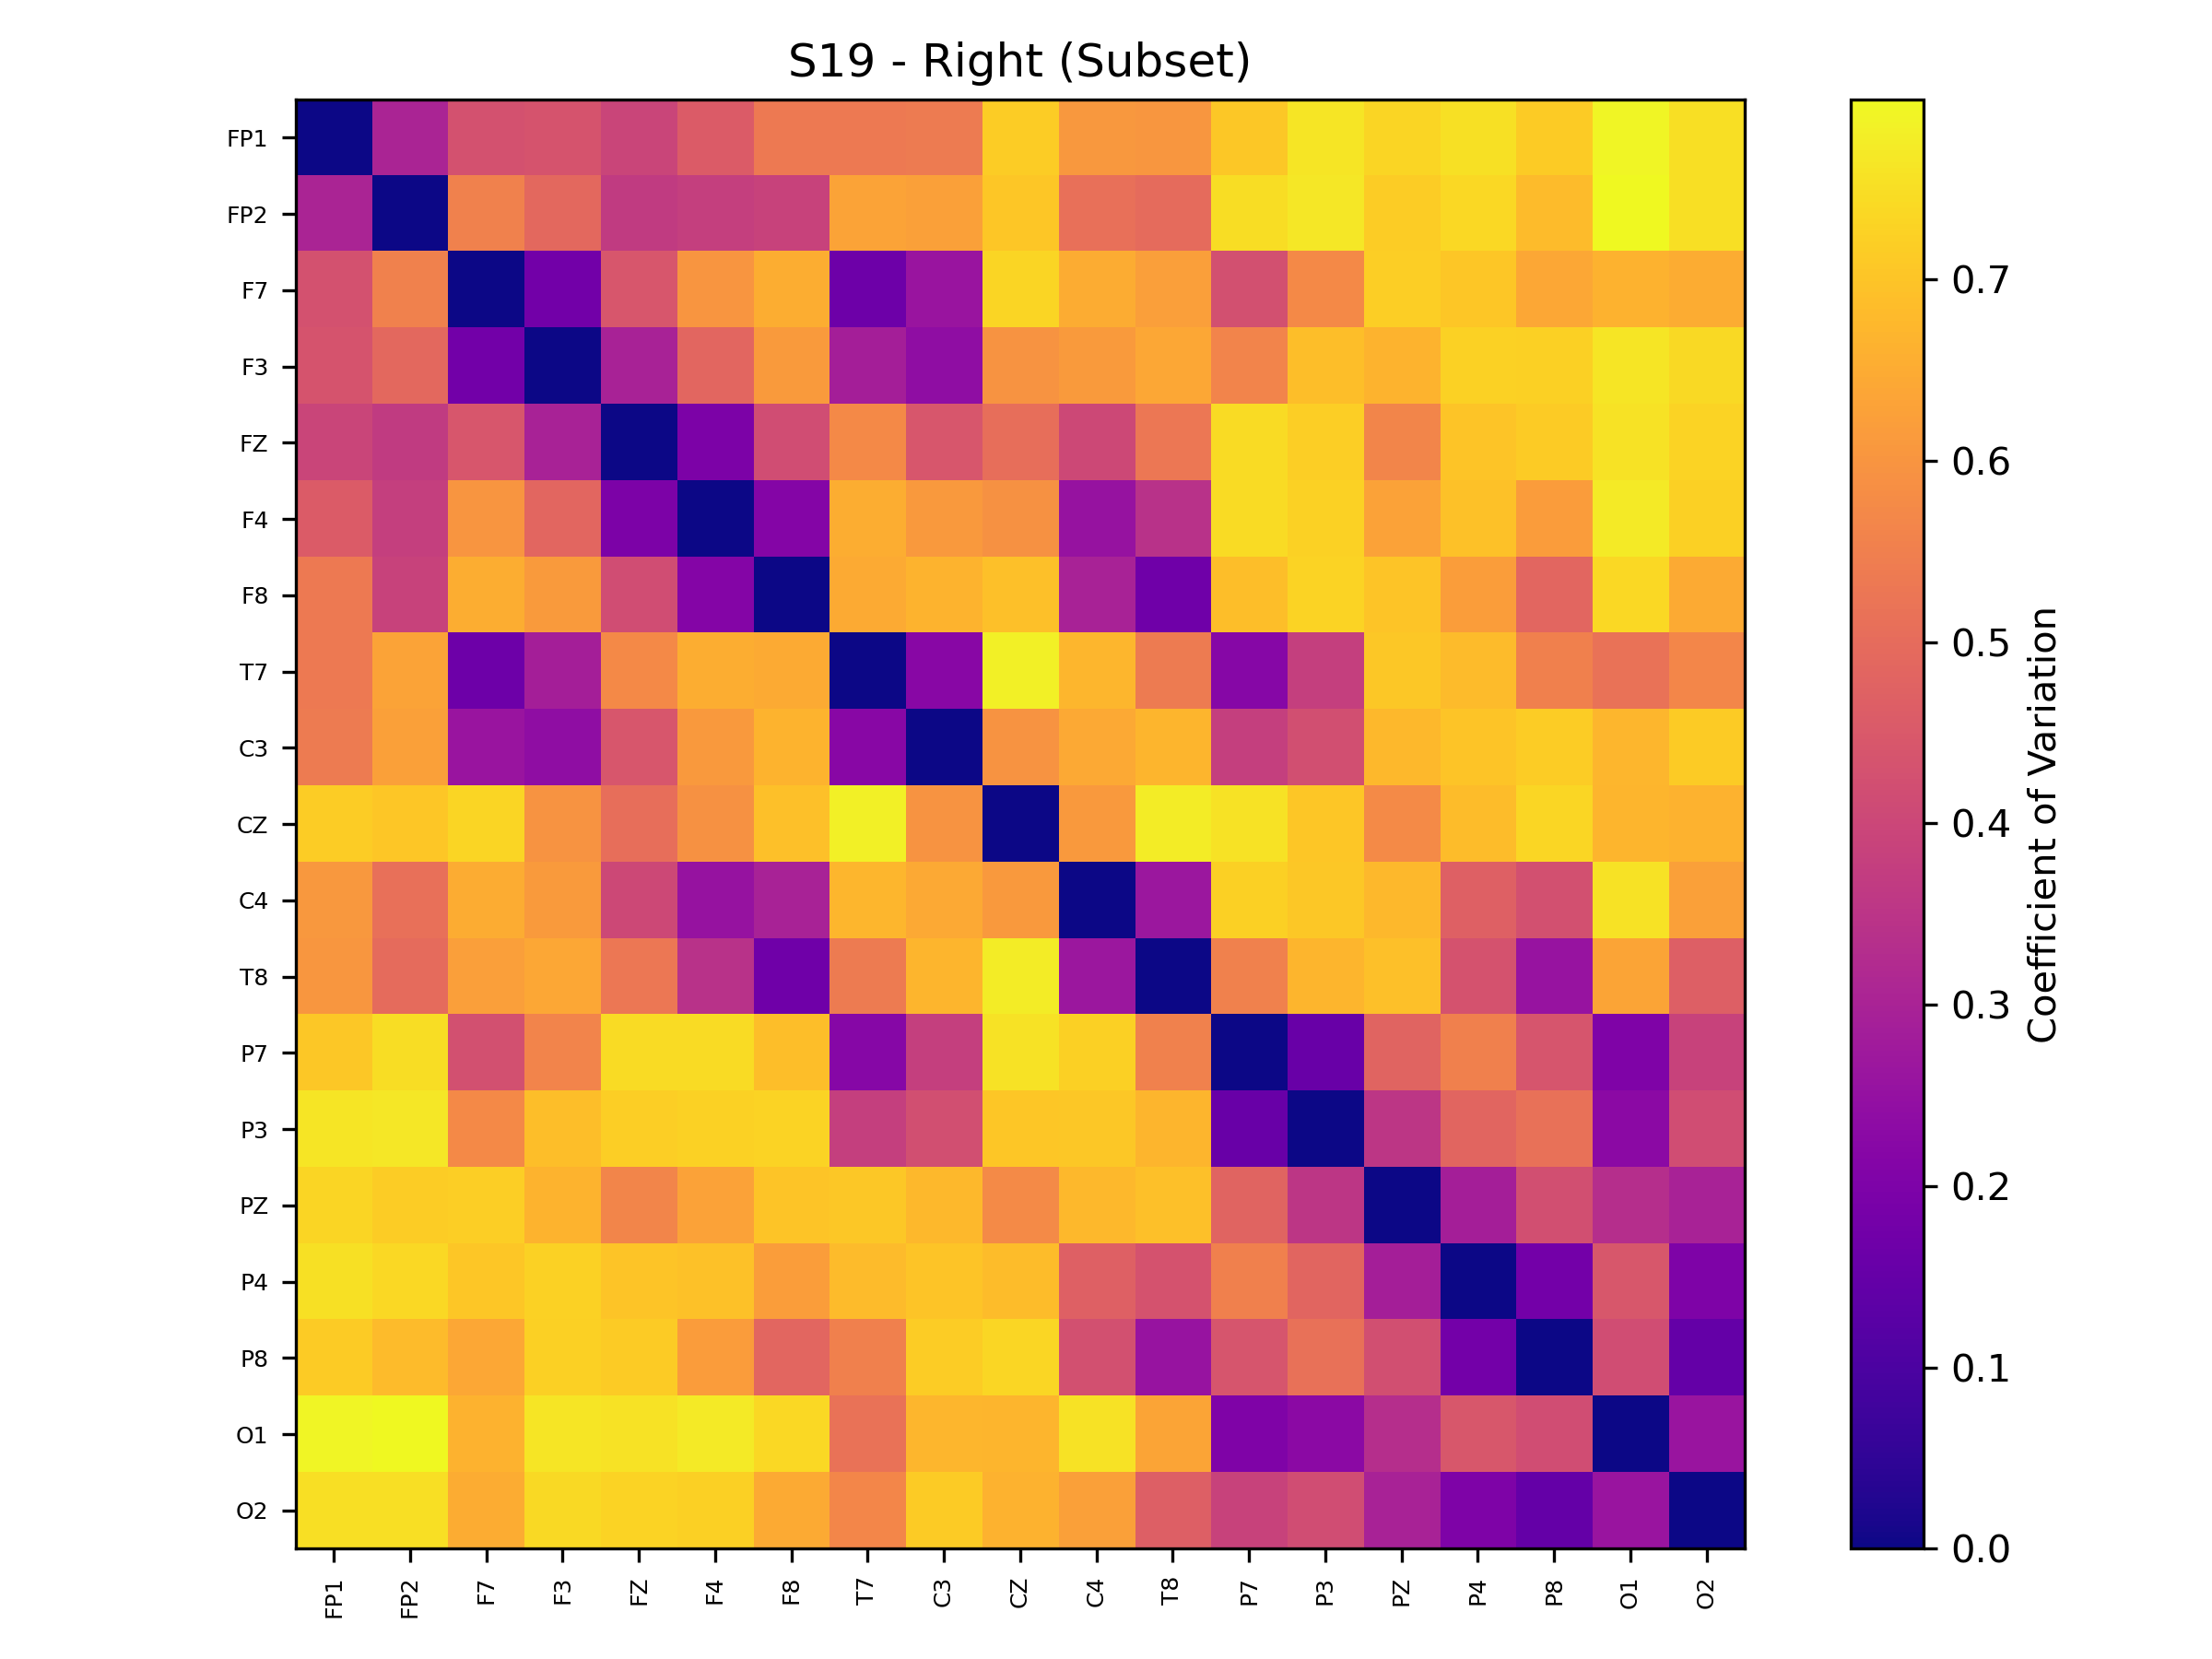 S19 - Right (Subset)
FP1
FP2
F7
F3
FZ
F4
F8
T7
C3
CZ
C4
T8
P7
P3
PZ
P4
P8
O1
O2
FP1
FP2
F7
F3
FZ
F4
F8
T7
C3
CZ
C4
T8
P7
P3
PZ
P4
P8
O1
O2
0.7
0.6
0.5
0.4
0.3
0.2
0.1
0.0
Coefficient of Variation